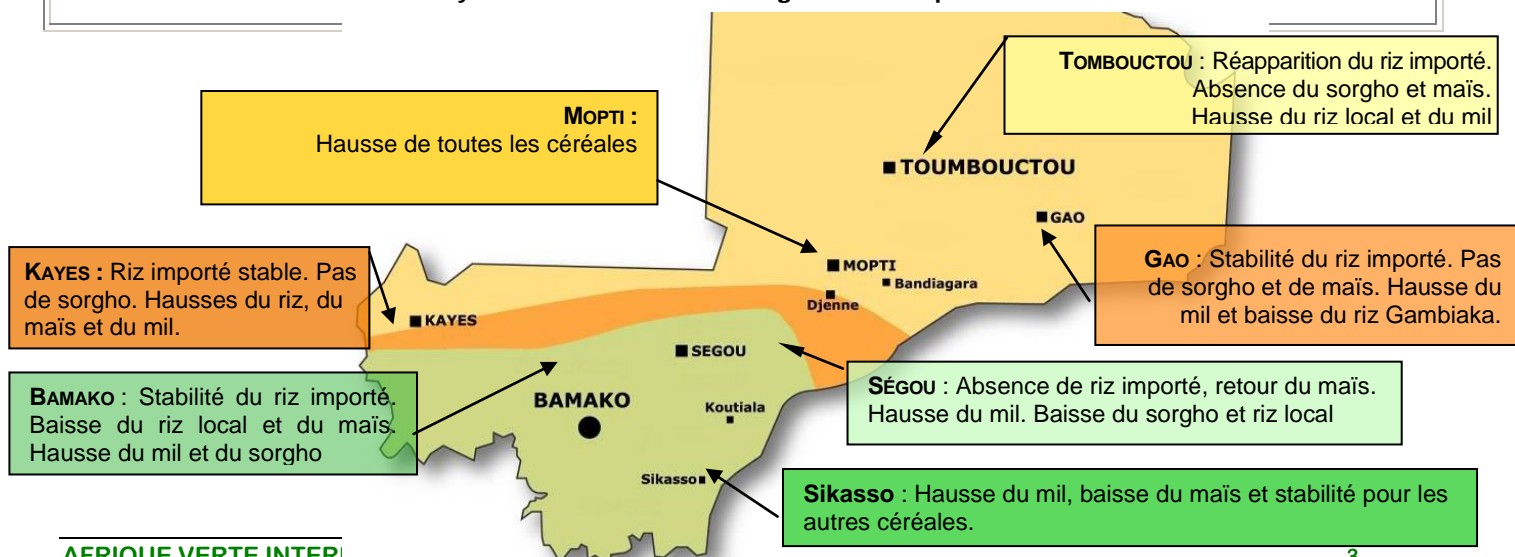 TOMBOUCTOU : Réapparition du riz importé.
Absence du sorgho et maïs.
Hausse du riz local et du mil
MOPTI :
Hausse de toutes les céréales
TOUMBOUCTOU
GAO
KAYES : Riz importé stable. Pas
de sorgho. Hausses du riz, du
maïs et du mil.
MOPTI
Bandiagara
Djenne
GAO : Stabilité du riz importé. Pas
de sorgho et de maïs. Hausse du
mil et baisse du riz Gambiaka.
KAYES
SEGOU
BAMAKO : Stabilité du riz importé.
Baisse du riz local et du maïs.
Hausse du mil et du sorgho
BAMAKO
Koutiala
SÉGOU : Absence de riz importé, retour du maïs.
Hausse du mil. Baisse du sorgho et riz local
Sikasso
Sikasso : Hausse du mil, baisse du maïs et stabilité pour les
autres céréales.
AFRIQUE VERTE
3